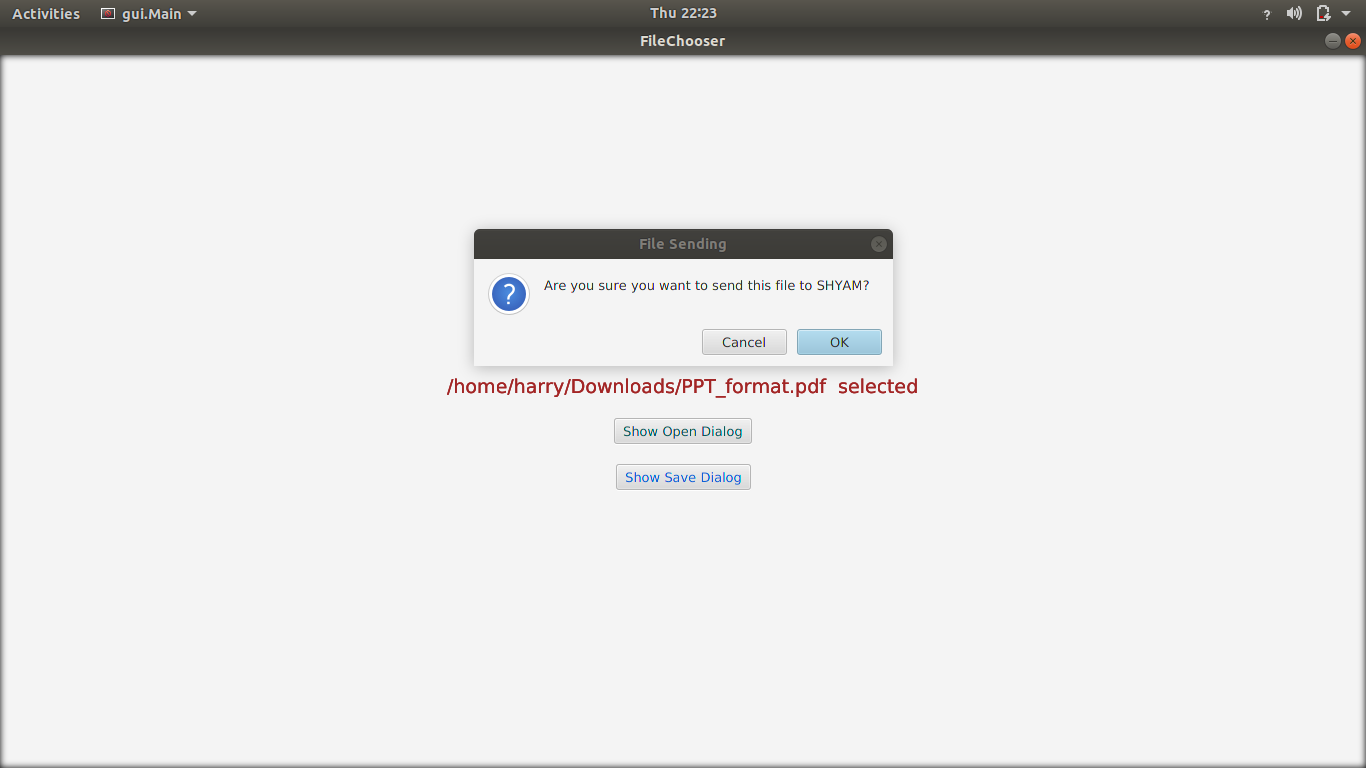 Activities gui.Main Thu 22:23 ?
FileChooser
File Sending
? Are you sure you want to send this file to SHYAM?
Cancel OK
/home/harry/Downloads/PPT_format.pdf selected
Show Open Dialog
Show Save Dialog